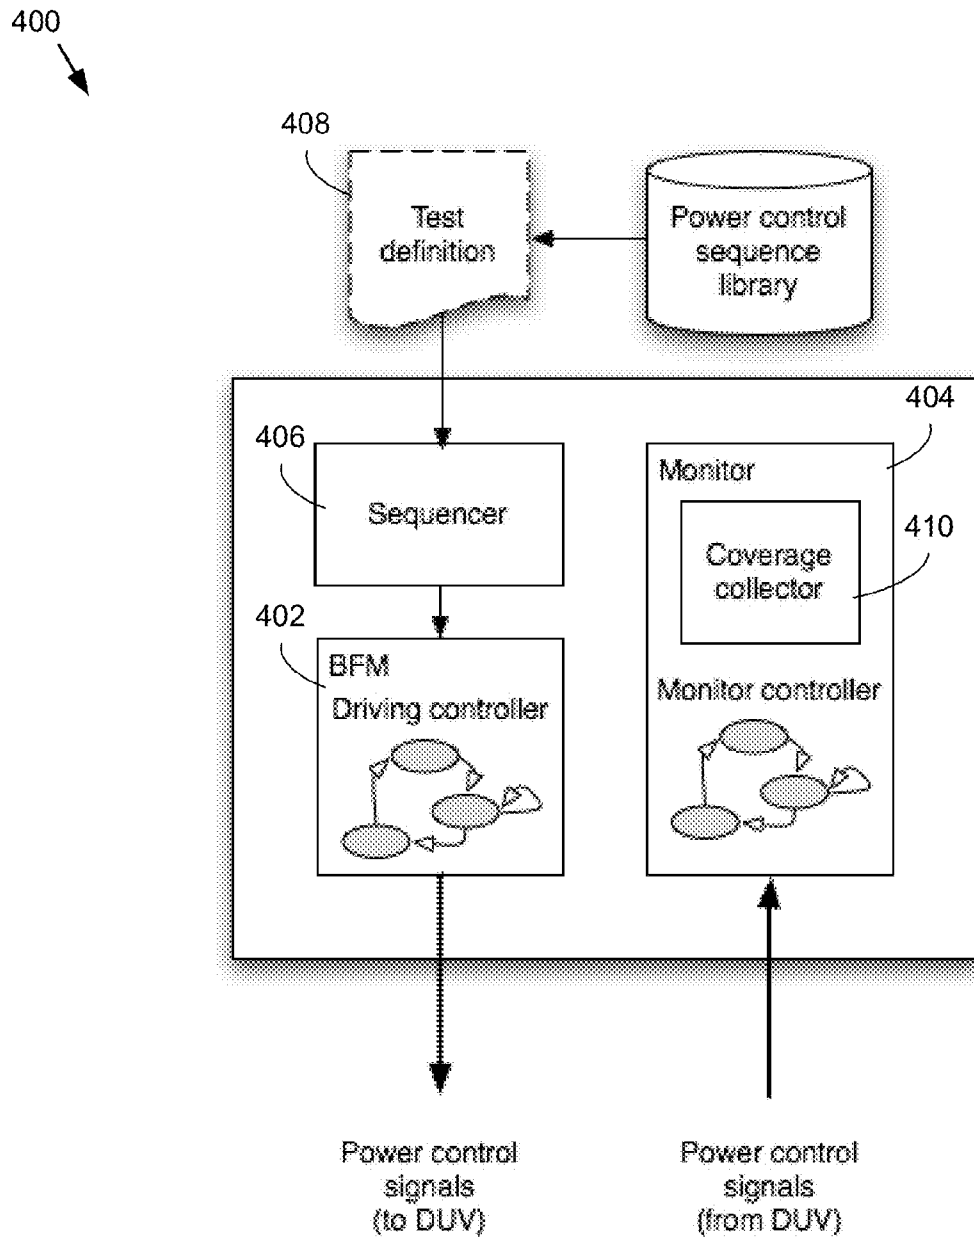 400
408
Test
definition
Power control
sequence
library
404
406
Sequencer
Monitor
410
Coverage
collector
402
BFM
Driving controller
Monitor controller
Power control
signals
(to DUV)
Power control
signals
(from DUV)